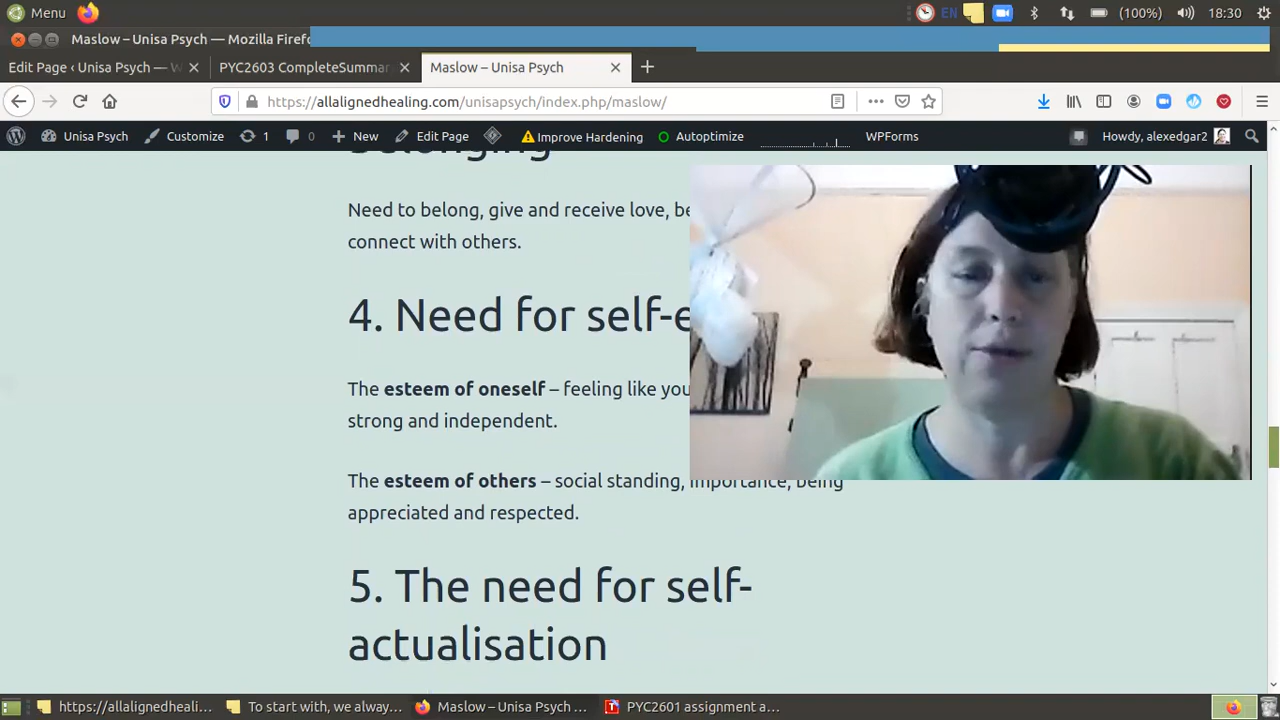 Menu
EN
(100%)
18:30
Maslow – Unisa Psych — Mozilla Firefo
Edit Page ‹ Unisa Psych — W
PYC2603 CompleteSummar
Maslow – Unisa Psych
https://allalignedhealing.com/unisapsych/index.php/maslow/
Unisa Psych
Customize
1
0
New
Edit Page
Improve Hardening
Autoptimize
WPForms
Howdy, alexedgar2
Belonging
Need to belong, give and receive love, be
connect with others.
4. Need for self-e
The esteem of oneself – feeling like you
strong and independent.
The esteem of others – social standing, importance, being
appreciated and respected.
5. The need for self-
actualisation
https://allalignedheali...
To start with, we alway...
Maslow – Unisa Psych ...
PYC2601 assignment a...